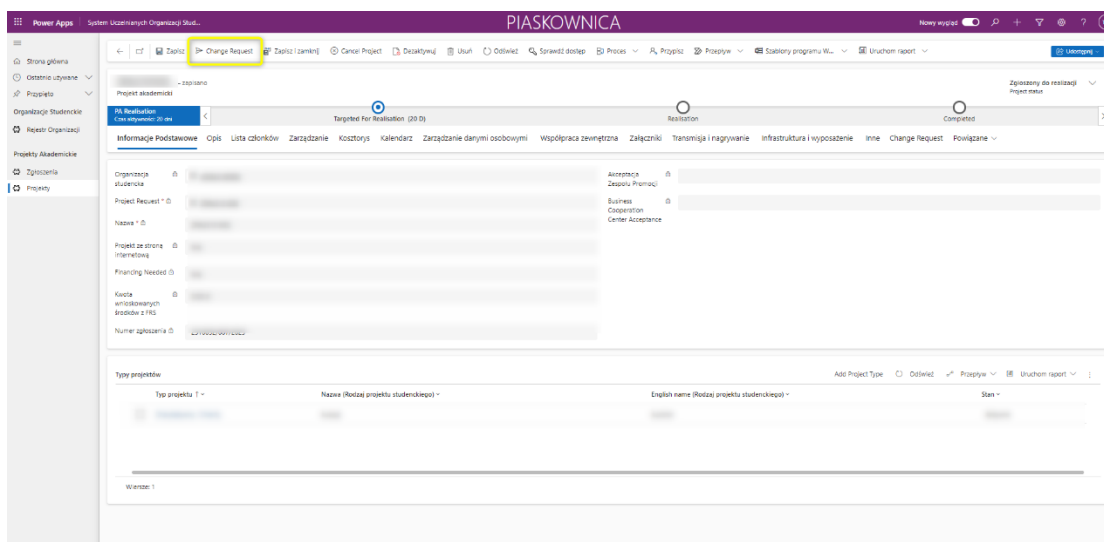 Power Apps System Uczelnianych Organizacji Stud... PIASKOWNICA Nowy wygląd
Zapisz Change Request Zapisz i zamknij Cancel Project Dezaktywuj Usuń Odśwież Sprawdź dostęp Proces Przypisz Przepływ Szablony programu W... Uruchom raport Udostępnij
Strona główna
Ostatnio używane
Przypięto
Organizacje Studenckie
Rejestr Organizacji
Projekty Akademickie
Zgłoszenia
Projekty
- zapisano
Projekt akademicki
Zgłoszony do realizacji
Project status
PA Realisation
Czas aktywności: 20 dni
Targeted For Realisation (20 D)
Realisation
Completed
Informacje Podstawowe Opis Lista członków Zarządzanie Kosztorys Kalendarz Zarządzanie danymi osobowymi Współpraca zewnętrzna Załączniki Transmisja i nagrywanie Infrastruktura i wyposażenie Inne Change Request Powiązane
Organizacja
studencka
Project Request *
Nazwa *
Projekt ze stroną
internetową
Financing Needed
Kwota
wnioskowanych
środków z FRS
Numer zgłoszenia
Akceptacja
Zespołu Promocji
Business
Cooperation
Center Acceptance
Typy projektów
Add Project Type Odśwież Przepływ Uruchom raport
Typ projektu ↑ Nazwa (Rodzaj projektu studenckiego) English name (Rodzaj projektu studenckiego) Stan
Wiersze: 1